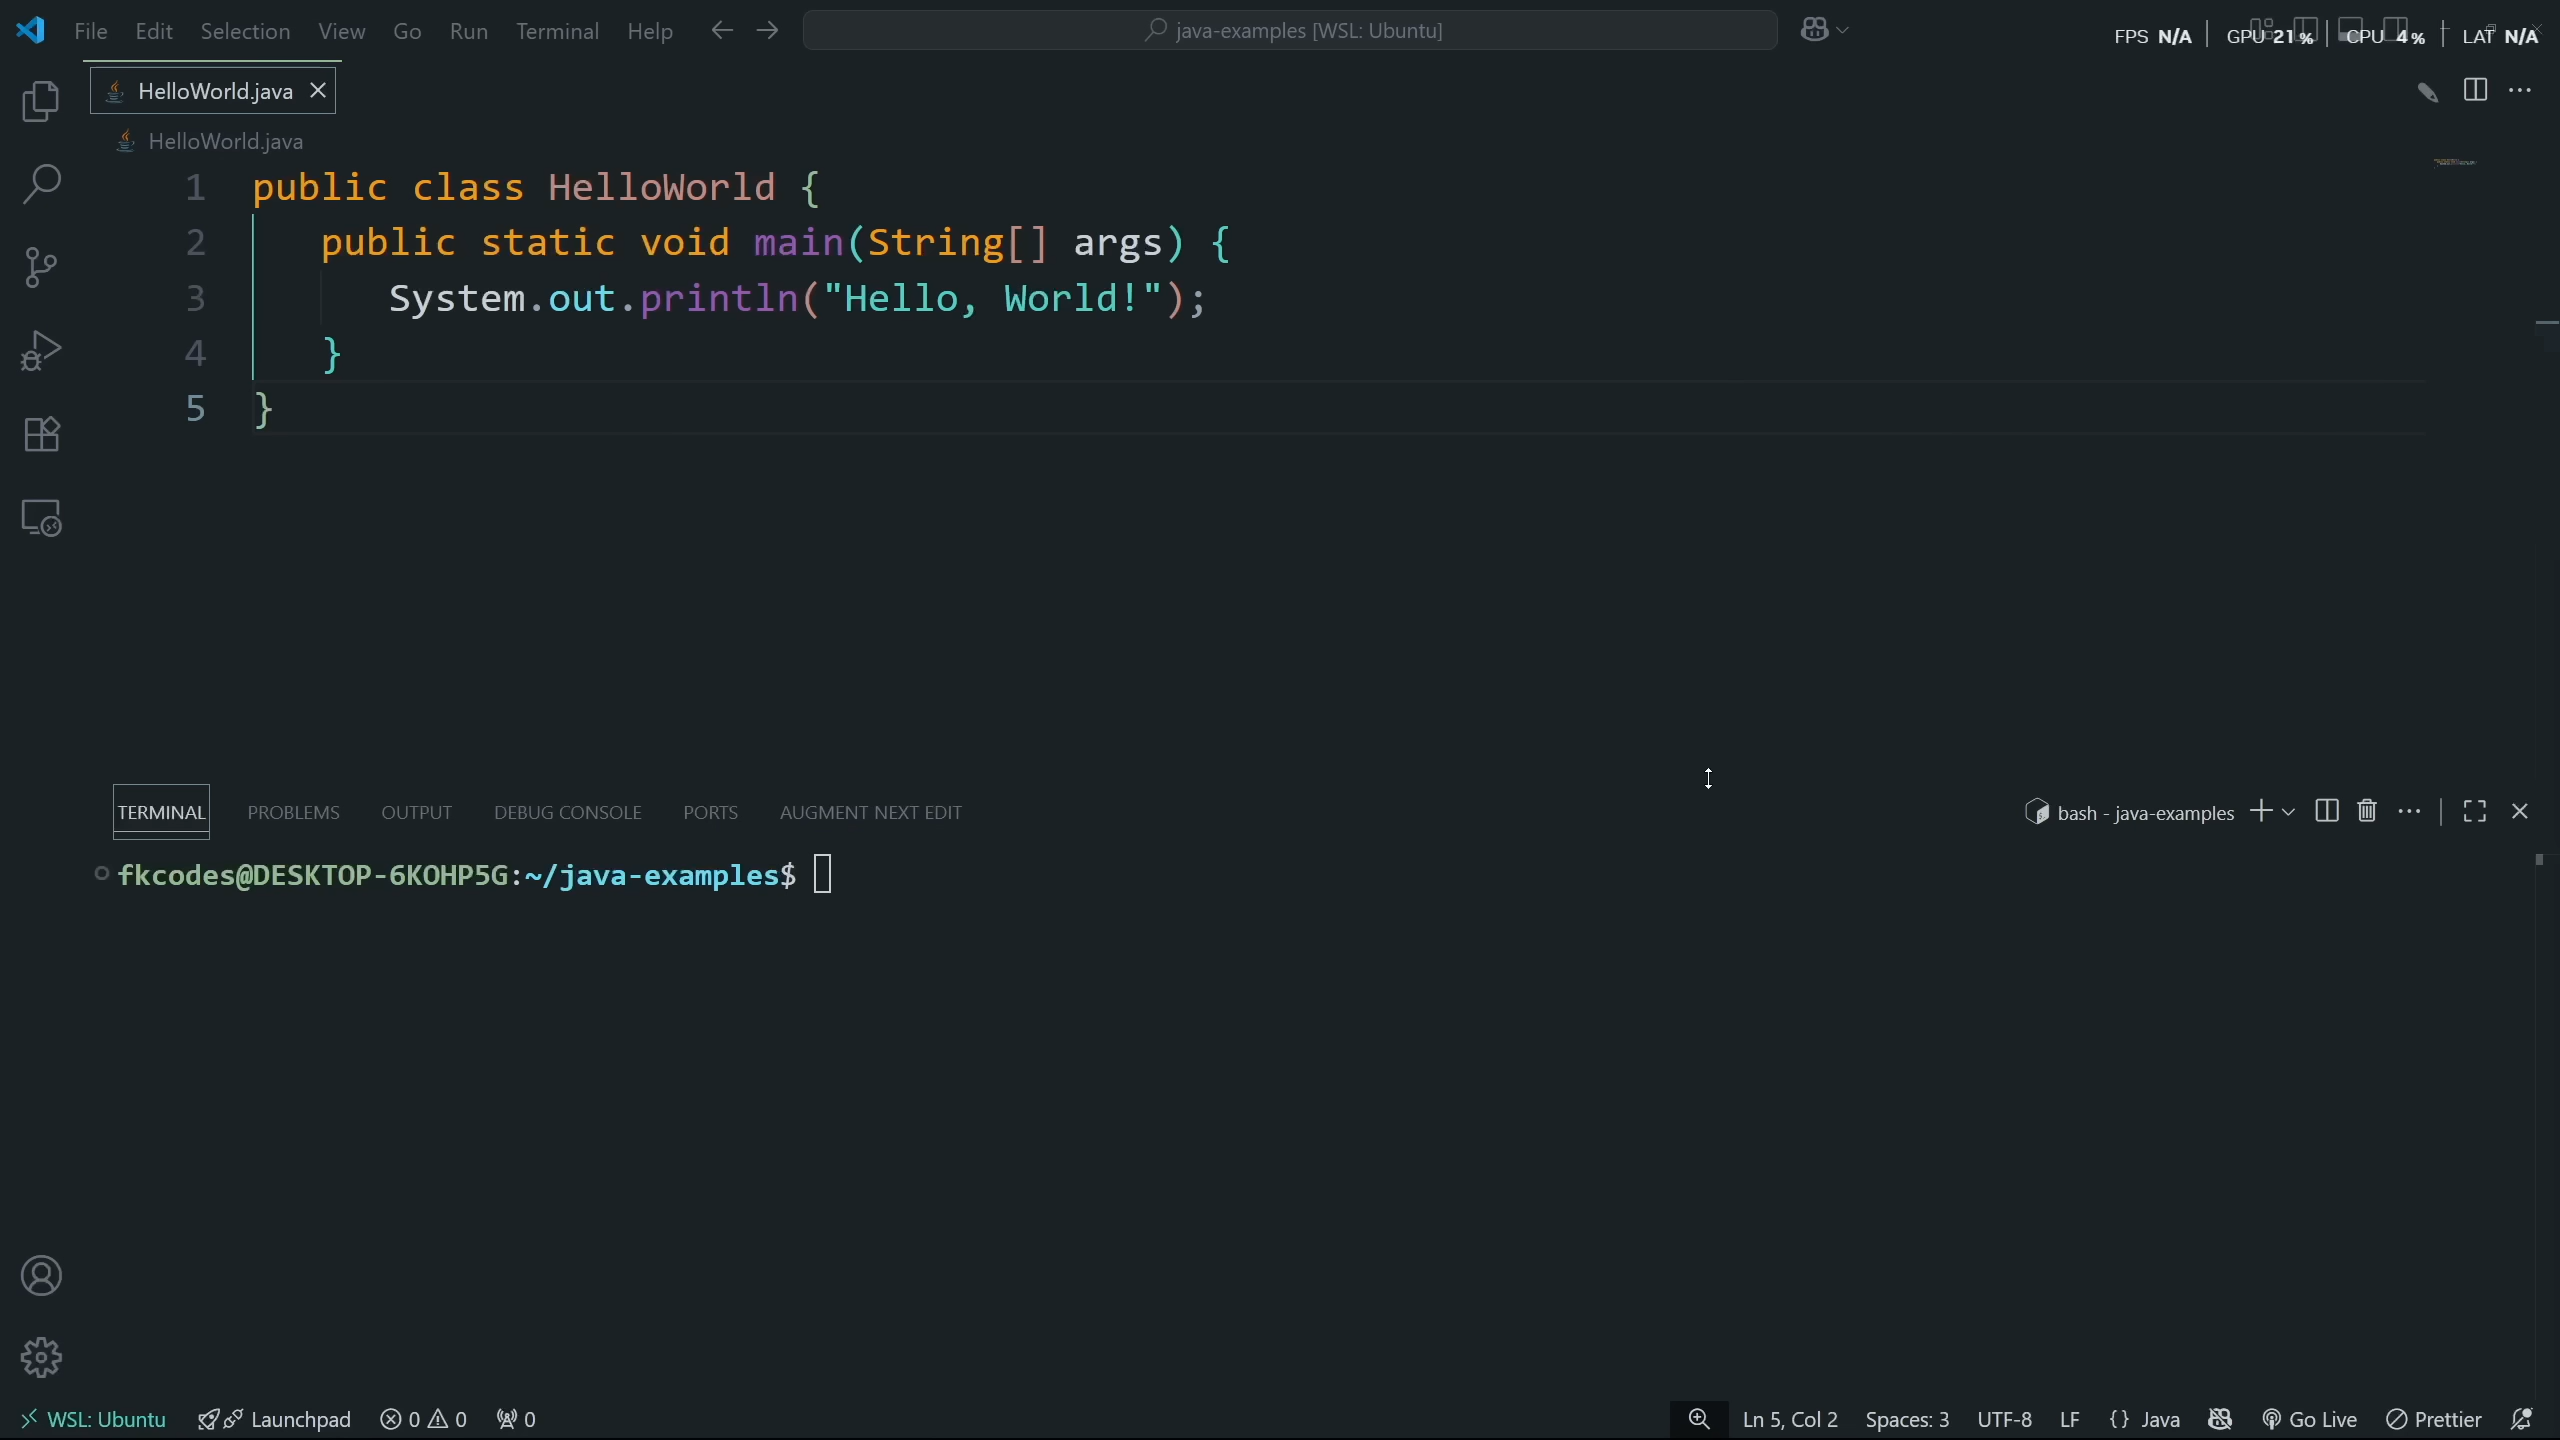 File Edit Selection View Go Run Terminal Help java-examples [WSL: Ubuntu]
FPS N/A GPU 21% CPU 4% LAT N/A
HelloWorld.java
HelloWorld.java
1 public class HelloWorld {
2 public static void main(String[] args) {
3 System.out.println("Hello, World!");
4 }
5 }
TERMINAL PROBLEMS OUTPUT DEBUG CONSOLE PORTS AUGMENT NEXT EDIT bash - java-examples
fkcodes@DESKTOP-6KOHP5G:~/java-examples$
WSL: Ubuntu Launchpad 0 0 0 Ln 5, Col 2 Spaces: 3 UTF-8 LF {} Java Go Live Prettier